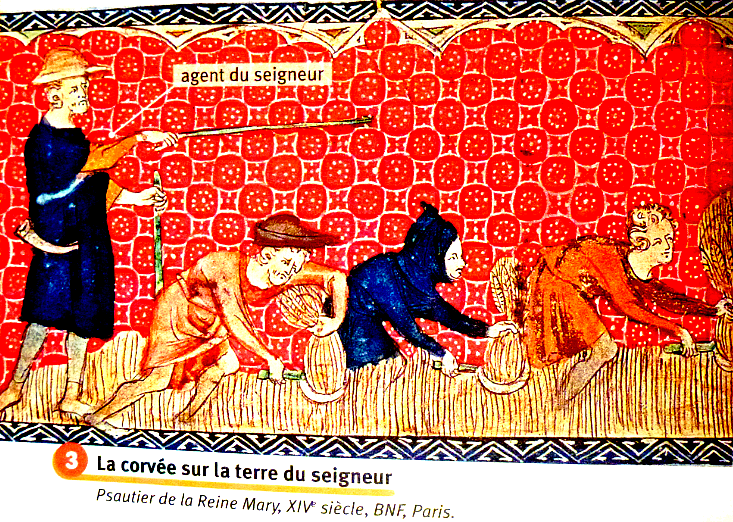 agent du seigneur
3 La corvée sur la terre du seigneur
Psautier de la Reine Mary, XIVe siècle, BNF, Paris.